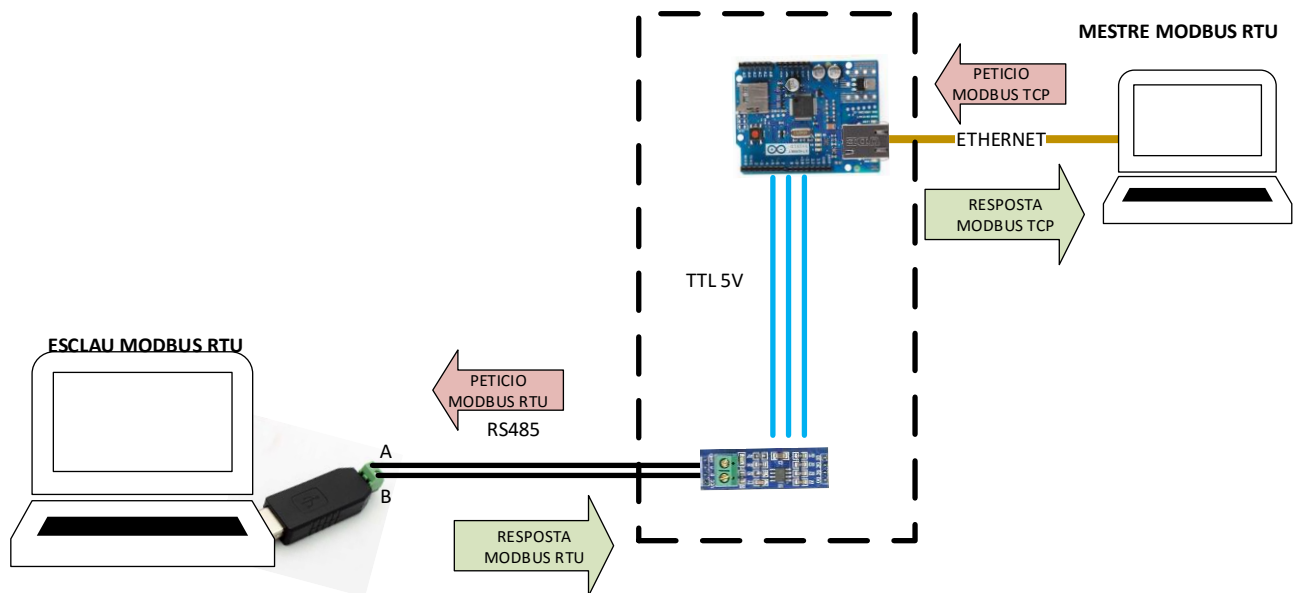 MESTRE MODBUS RTU
PETICIO
MODBUS TCP
ETHERNET
RESPOSTA
MODBUS TCP
TTL 5V
ESCLAU MODBUS RTU
PETICIO
MODBUS RTU
RS485
A
B
RESPOSTA
MODBUS RTU